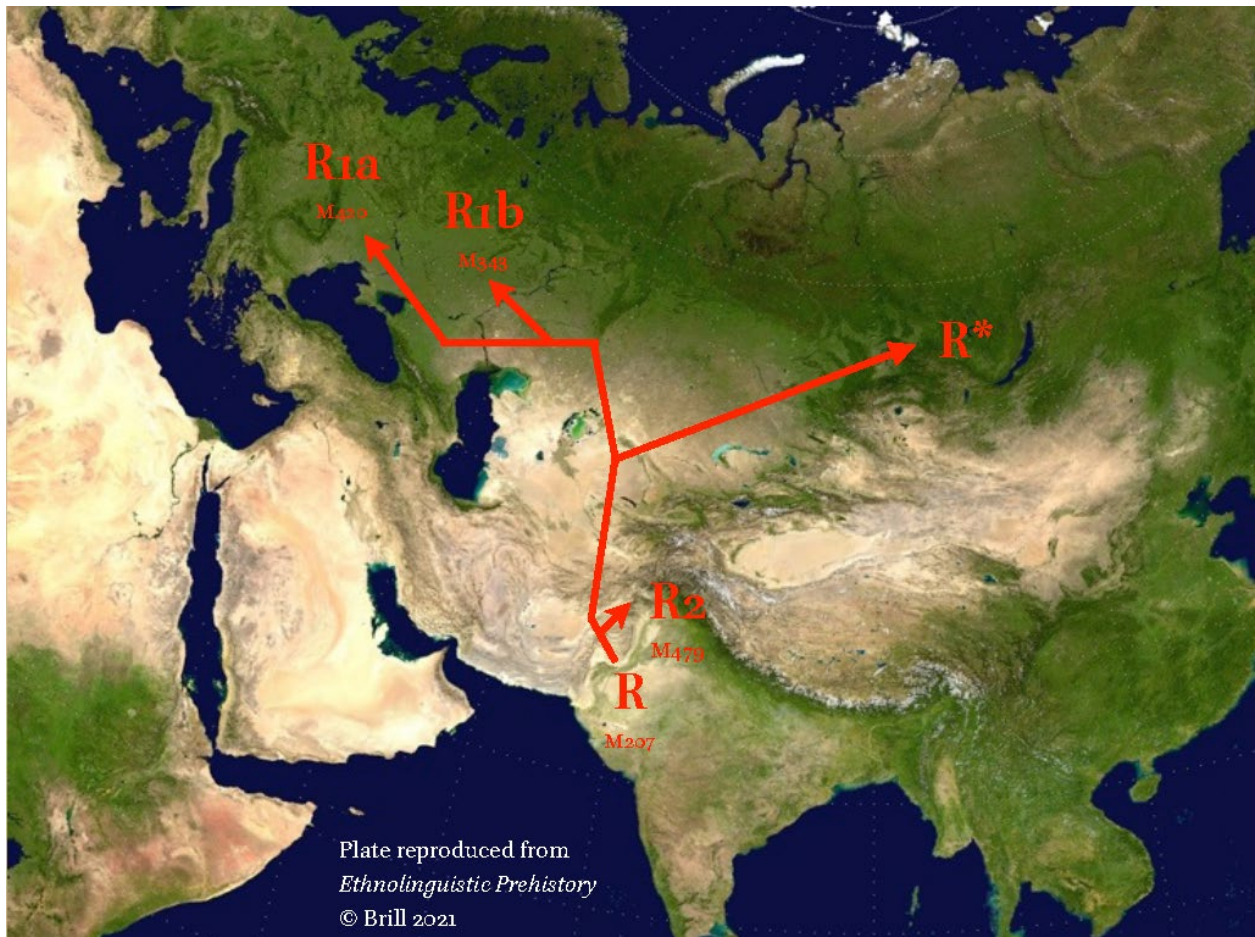 R1a
M420
R1b
M343
R*
R2
M479
R
M207
Plate reproduced from
Ethnolinguistic Prehistory
© Brill 2021